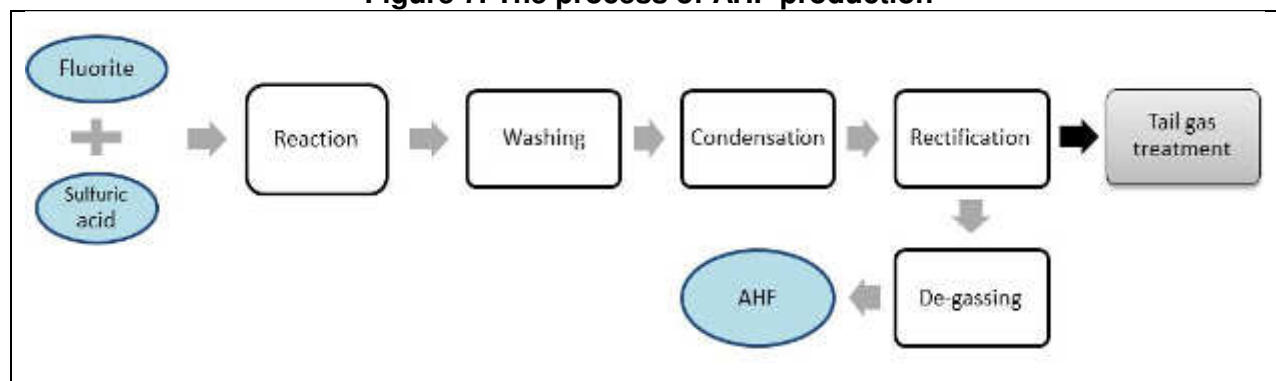 Figure 7. The process of AHF production
Fluorite
Sulfuric
acid
Reaction
Washing
Condensation
Rectification
Tail gas
treatment
De-gassing
AHF